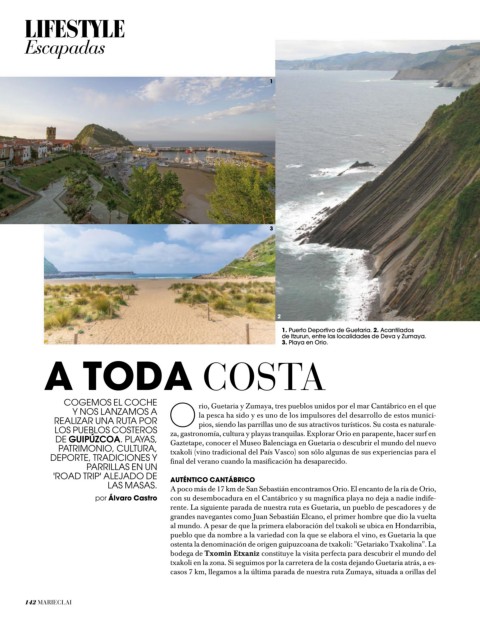 LIFESTYLE
Escapadas
1
3
2
1. Puerto Deportivo de Guetaria. 2. Acantilados
de Itzurun, entre las localidades de Deva y Zumaya.
3. Playa en Orio.
A TODA COSTA
COGEMOS EL COCHE
Y NOS LANZAMOS A
REALIZAR UNA RUTA POR
LOS PUEBLOS COSTEROS
DE GUIPÚZCOA. PLAYAS,
PATRIMONIO, CULTURA,
DEPORTE, TRADICIONES Y
PARRILLAS EN UN
'ROAD TRIP' ALEJADO DE
LAS MASAS.
por Álvaro Castro
Orio, Guetaria y Zumaya, tres pueblos unidos por el mar Cantábrico en el que
la pesca ha sido y es uno de los impulsores del desarrollo de estos munici-
pios, siendo las parrillas uno de sus atractivos turísticos. Su costa es naturale-
za, gastronomía, cultura y playas tranquilas. Explorar Orio en parapente, hacer surf en
Gaztetape, conocer el Museo Balenciaga en Guetaria o descubrir el mundo del nuevo
txakoli (vino tradicional del País Vasco) son sólo algunas de sus experiencias para el
final del verano cuando la masificación ha desaparecido.
AUTÉNTICO CANTÁBRICO
A poco más de 17 km de San Sebastián encontramos Orio. El encanto de la ría de Orio,
con su desembocadura en el Cantábrico y su magnífica playa no deja a nadie indife-
rente. La siguiente parada de nuestra ruta es Guetaria, un pueblo de pescadores y de
grandes navegantes como Juan Sebastián Elcano, el primer hombre que dio la vuelta
al mundo. A pesar de que la primera elaboración del txakoli se ubica en Hondarribia,
pueblo que da nombre a la variedad con la que se elabora el vino, es Guetaria la que
ostenta la denominación de origen guipuzcoana de txakoli: "Getariako Txakolina". La
bodega de Txomin Etxaniz constituye la visita perfecta para descubrir el mundo del
txakoli en la zona. Si seguimos por la carretera de la costa dejando Guetaria atrás, a es-
casos 7 km, llegamos a la última parada de nuestra ruta Zumaya, situada a orillas del
142 MARIECLAI